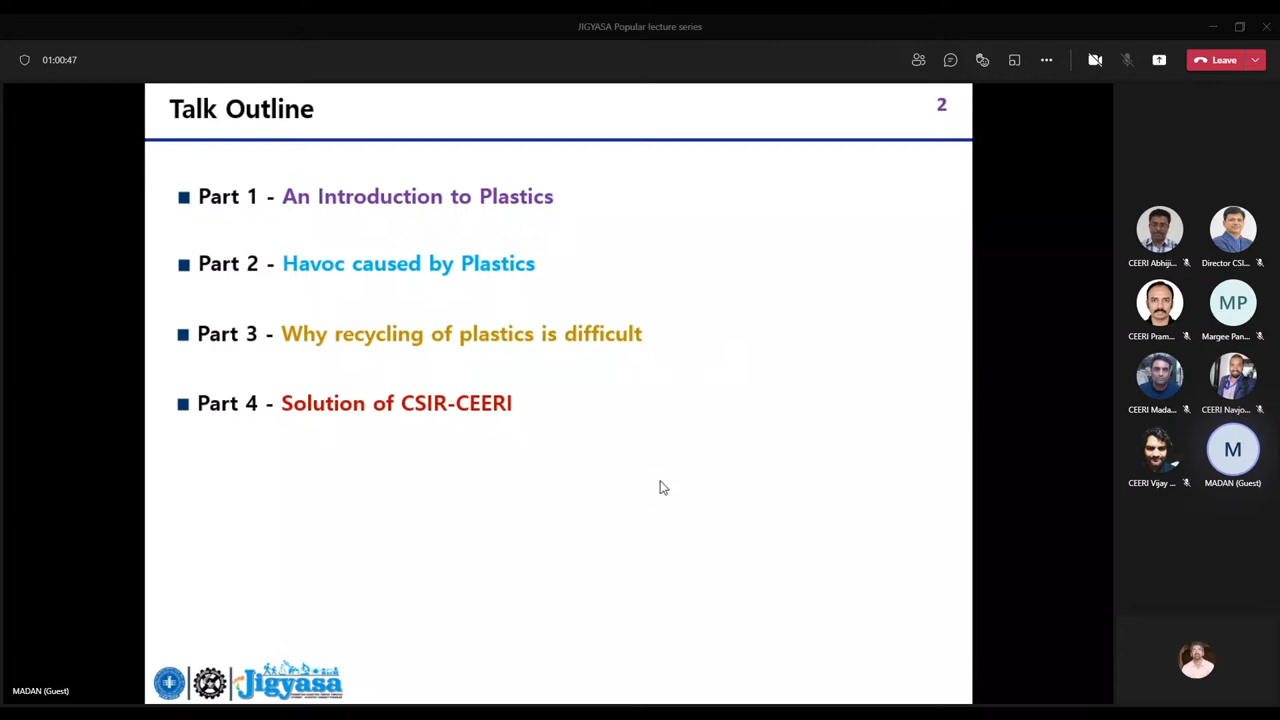 JIGYASA Popular lecture series
01:00:47
Leave
Talk Outline
2
Part 1 - An Introduction to Plastics
Part 2 - Havoc caused by Plastics
Part 3 - Why recycling of plastics is difficult
Part 4 - Solution of CSIR-CEERI
CEERI Abhiji...
Director CSI...
MP
CEERI Pram...
Margee Pan...
CEERI Mada...
CEERI Navjo...
M
CEERI Vijay ...
MADAN (Guest)
Jigyasa
MADAN (Guest)